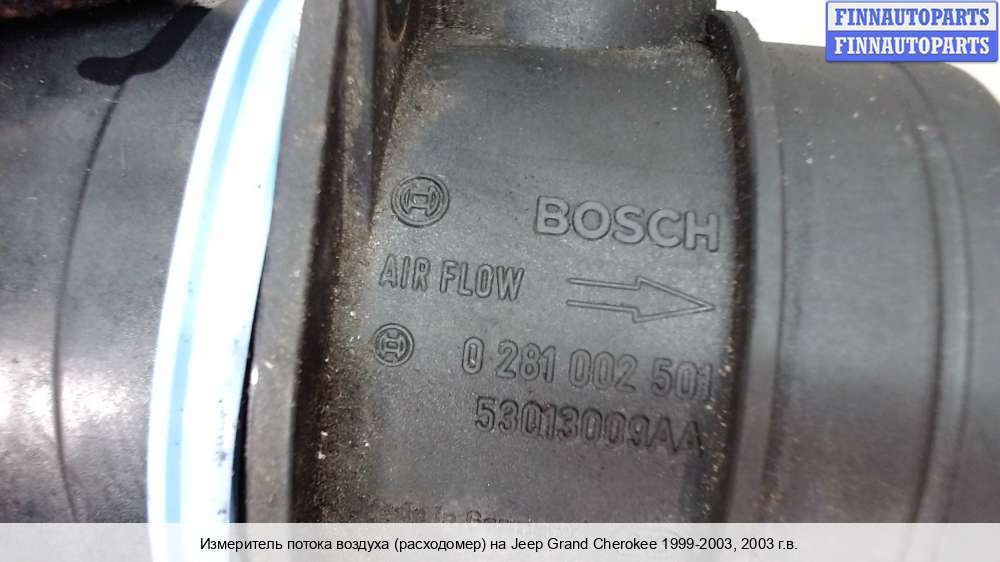 FINNAUTOPARTS
FINNAUTOPARTS
BOSCH
AIR FLOW
0 281 002 501
53013009AA
Измеритель потока воздуха (расходомер) на Jeep Grand Cherokee 1999-2003, 2003 г.в.